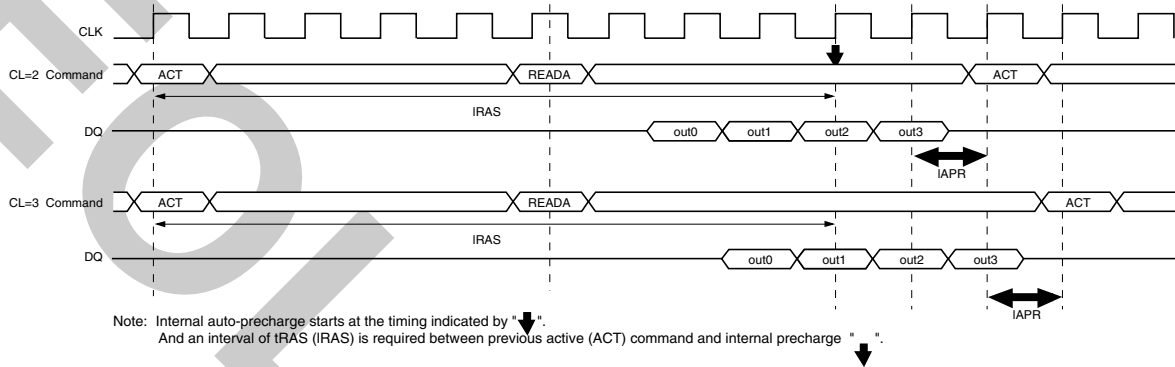 CLK
CL=2 Command ACT READA ACT
lRAS
DQ out0 out1 out2 out3
lAPR
CL=3 Command ACT READA ACT
lRAS
DQ out0 out1 out2 out3
lAPR
Note: Internal auto-precharge starts at the timing indicated by " ".
And an interval of tRAS (lRAS) is required between previous active (ACT) command and internal precharge " ".